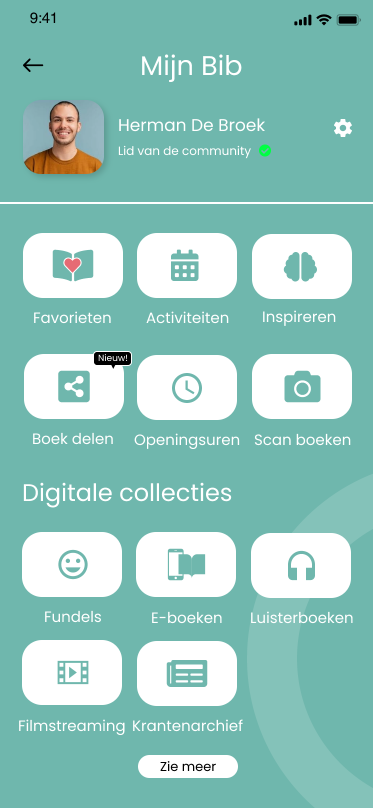 9:41
Mijn Bib
Herman De Broek
Lid van de community
Favorieten
Activiteiten
Inspireren
Nieuw!
Boek delen
Openingsuren
Scan boeken
Digitale collecties
Fundels
E-boeken
Luisterboeken
Filmstreaming
Krantenarchief
Zie meer